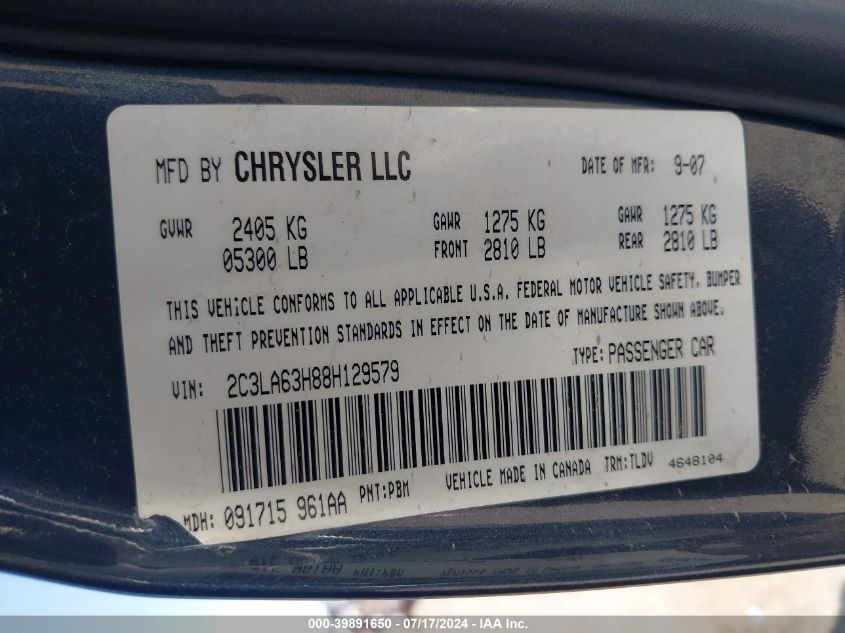 MFD BY CHRYSLER LLC DATE OF MFR: 9-07
GVWR 2405 KG GAWR 1275 KG GAWR 1275 KG
05300 LB FRONT 2810 LB REAR 2810 LB
THIS VEHICLE CONFORMS TO ALL APPLICABLE U.S.A. FEDERAL MOTOR VEHICLE SAFETY, BUMPER
AND THEFT PREVENTION STANDARDS IN EFFECT ON THE DATE OF MANUFACTURE SHOWN ABOVE.
VIN: 2C3LA63H88H129579 TYPE: PASSENGER CAR
MDH: 091715 961AA PNT:PBM VEHICLE MADE IN CANADA TRM:TLDV 4648104
000-39891650 - 07/17/2024 - IAA Inc.